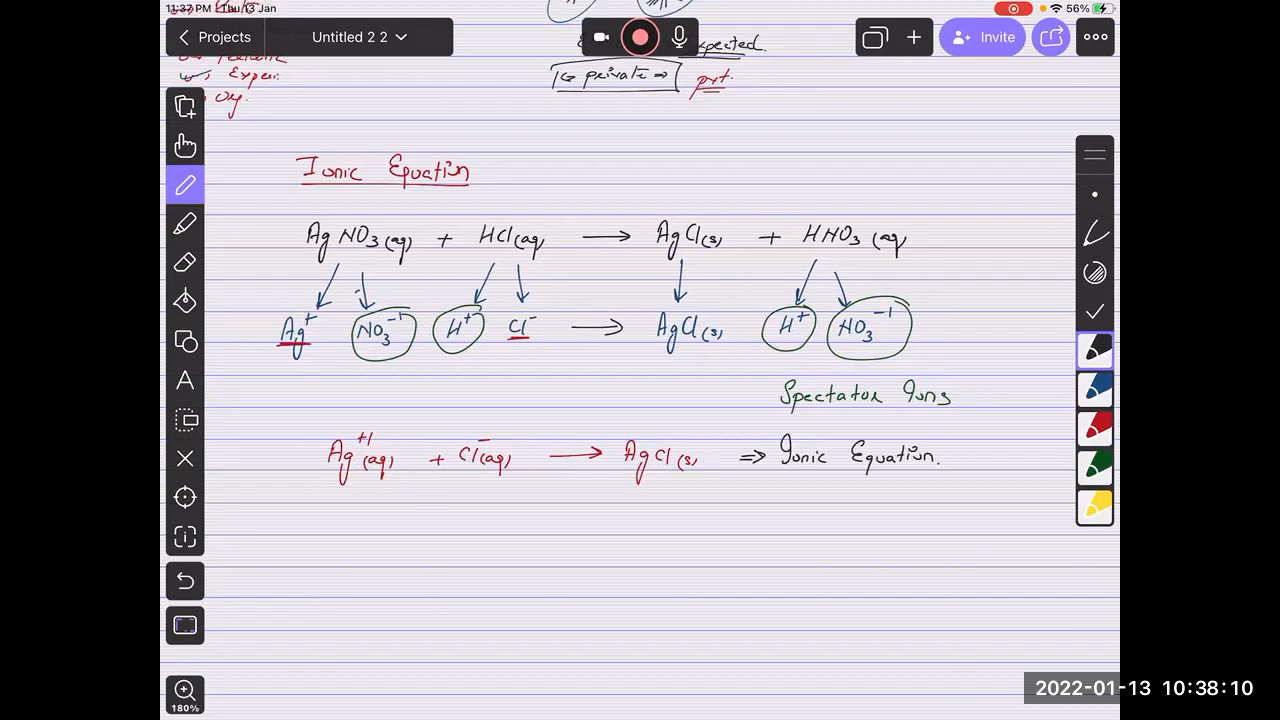 11:37 PM Thu 13 Jan
56%
Projects
Untitled 2 2
Invite
expected.
private ⇒ prt.
Exper.
Oy.
Ionic Equation
AgNO3(aq) + HCl(aq) ⟶ AgCl(s) + HNO3(aq)
Ag+ NO3-1 H+ Cl- ⟶ AgCl(s) H+ NO3-1
Spectator Ions
Ag+1(aq) + Cl-(aq) ⟶ AgCl(s) ⇒ Ionic Equation.
180%
2022-01-13 10:38:10